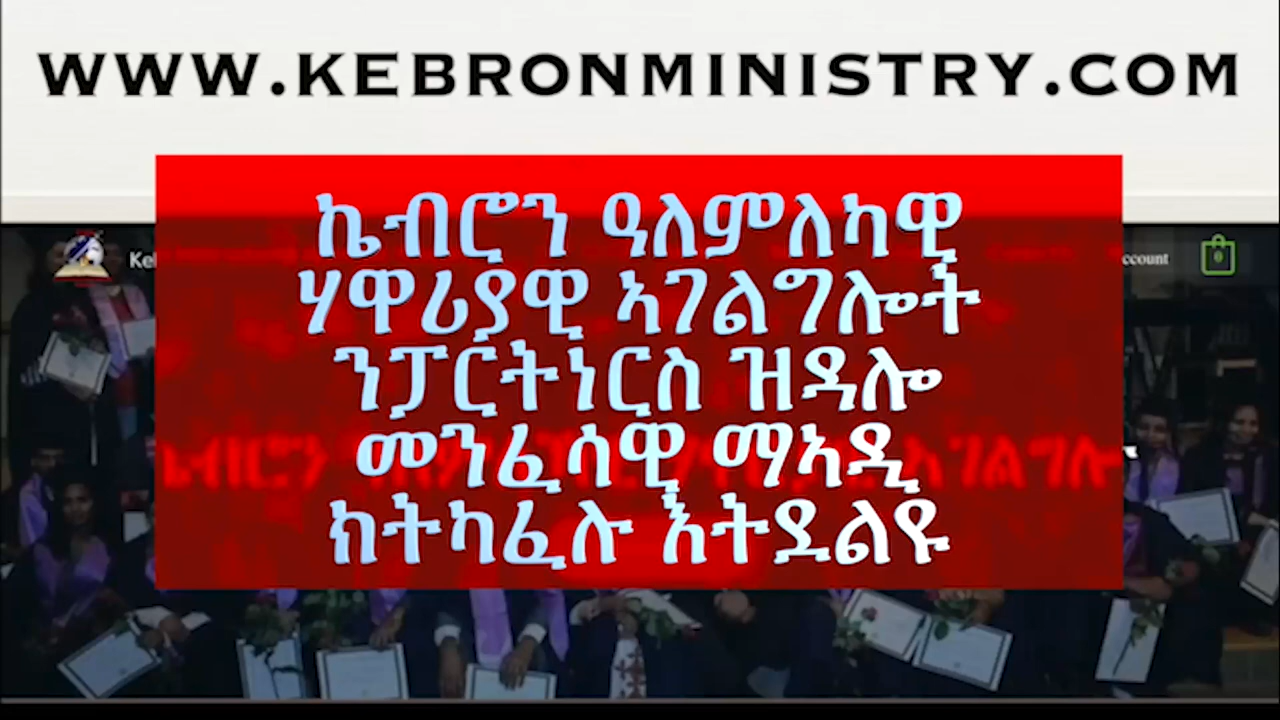 WWW.KEBRONMINISTRY.COM
ኬብሮን ዓለምለካዊ
ሃዋሪያዊ ኣገልግሎት
ንፓርትነርስ ዝዳሎ
መንፈሳዊ ማኣዲ
ክትካፈሉ እትደልዩ